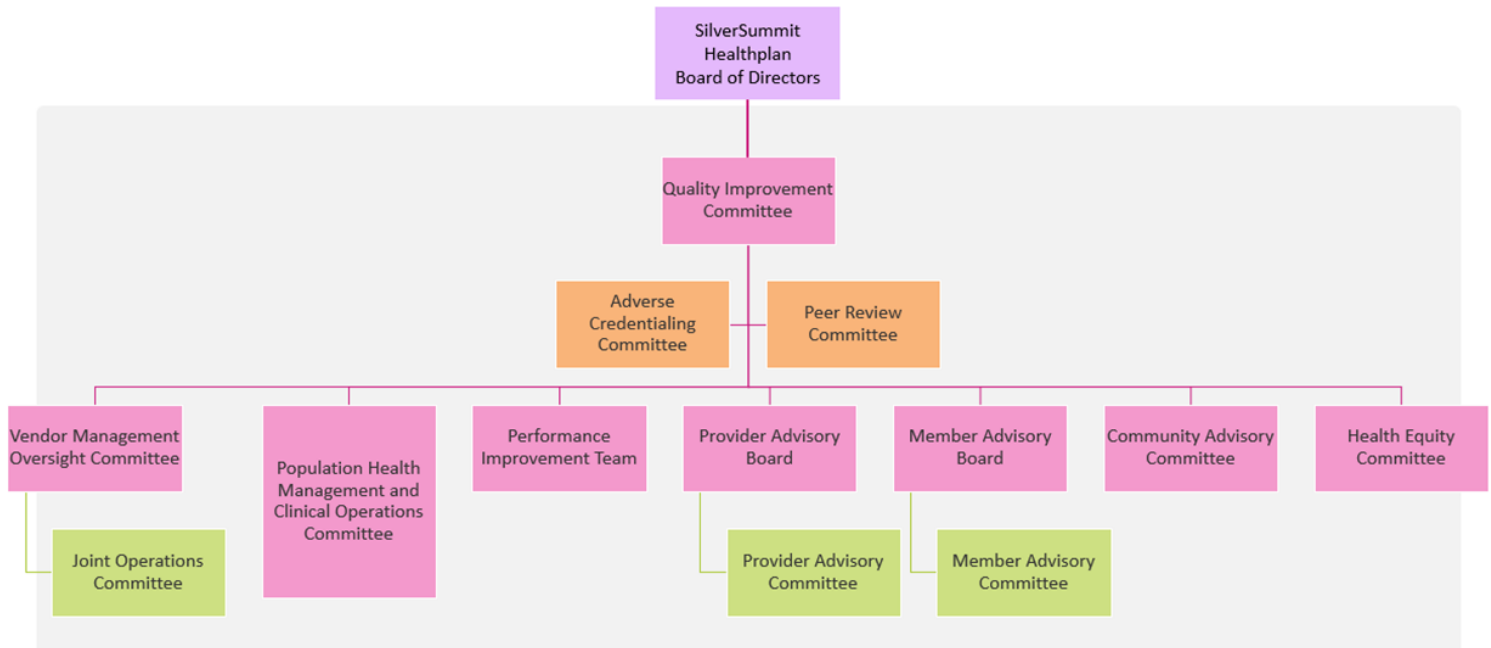 SilverSummit
Healthplan
Board of Directors
Quality Improvement
Committee
Adverse
Credentialing
Committee
Peer Review
Committee
Vendor Management
Oversight Committee
Population Health
Management and
Clinical Operations
Committee
Performance
Improvement Team
Provider Advisory
Board
Member Advisory
Board
Community Advisory
Committee
Health Equity
Committee
Joint Operations
Committee
Provider Advisory
Committee
Member Advisory
Committee